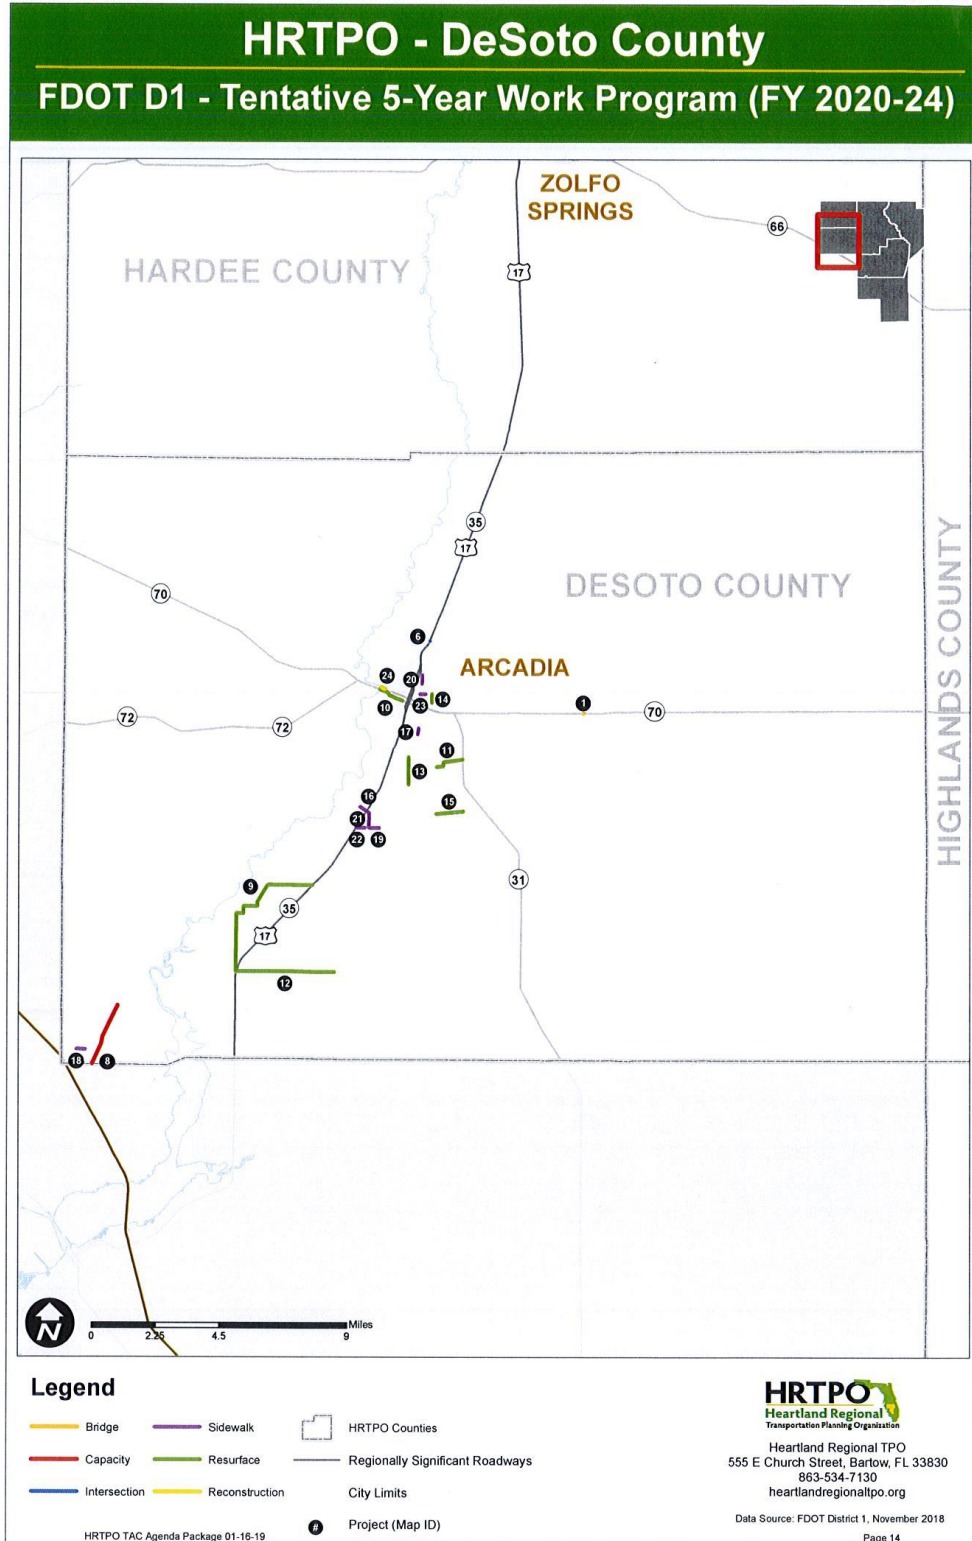 HRTPO - DeSoto County
FDOT D1 - Tentative 5-Year Work Program (FY 2020-24)
ZOLFO
SPRINGS
66
HARDEE COUNTY
17
35
17
HIGHLANDS COUNTY
70
DESOTO COUNTY
6
ARCADIA
24
20
14
10
23
1
70
72
72
17
11
13
16
15
21
22
19
9
31
35
17
12
18
8
N
0
2.25
4.5
9
Miles
Legend
Bridge
Sidewalk
HRTPO Counties
Capacity
Resurface
Regionally Significant Roadways
Intersection
Reconstruction
City Limits
#
Project (Map ID)
HRTPO TAC Agenda Package 01-16-19
HRTPO
Heartland Regional
Transportation Planning Organization
Heartland Regional TPO
555 E Church Street, Bartow, FL 33830
863-534-7130
heartlandregionaltpo.org
Data Source: FDOT District 1, November 2018
Page 14